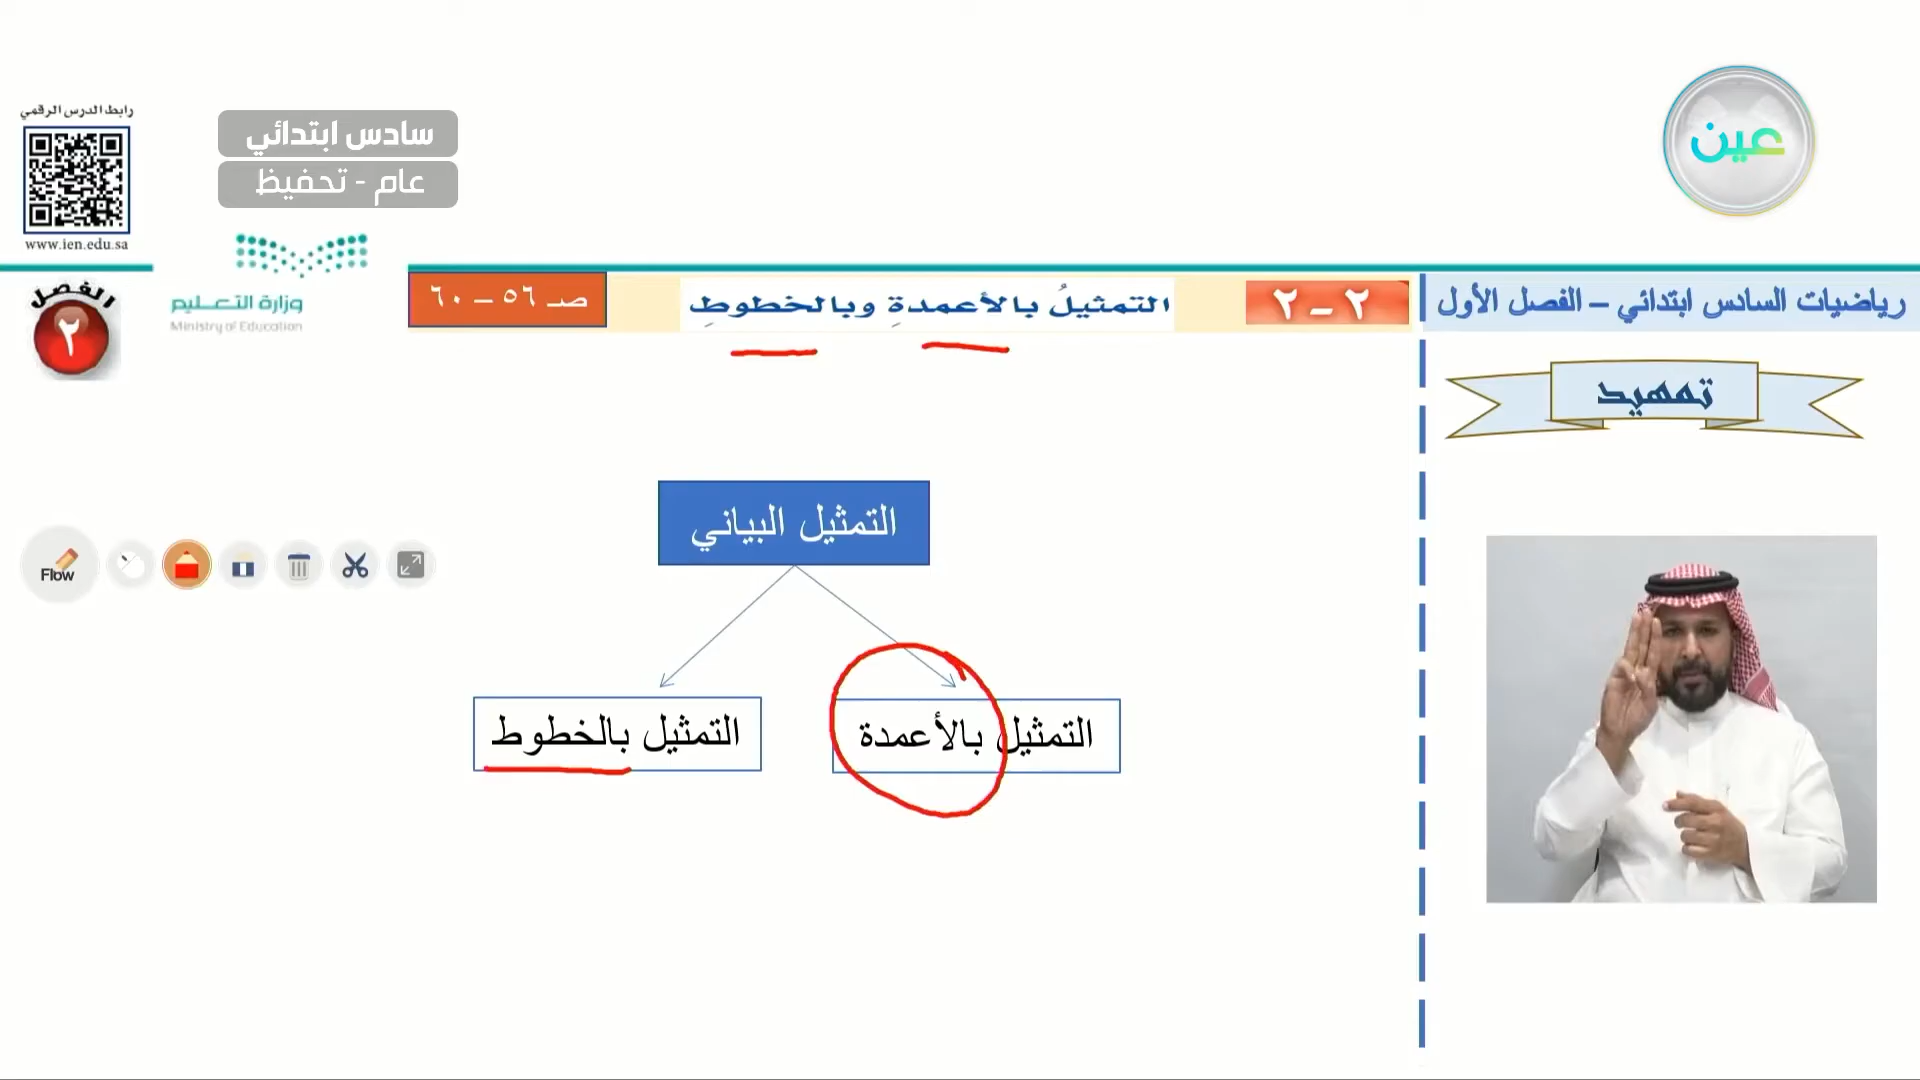 رابط الدرس الرقمي
www.ien.edu.sa
سادس ابتدائي
عام - تحفيظ
عين
وزارة التعليم
Ministry of Education
الفصل
٢
رياضيات السادس ابتدائي – الفصل الأول
٢ - ٢
التمثيلُ بالأعمدةِ وبالخطوطِ
صـ ٥٦ – ٦٠
تمهيد
التمثيل البياني
التمثيل بالأعمدة
التمثيل بالخطوط
Flow